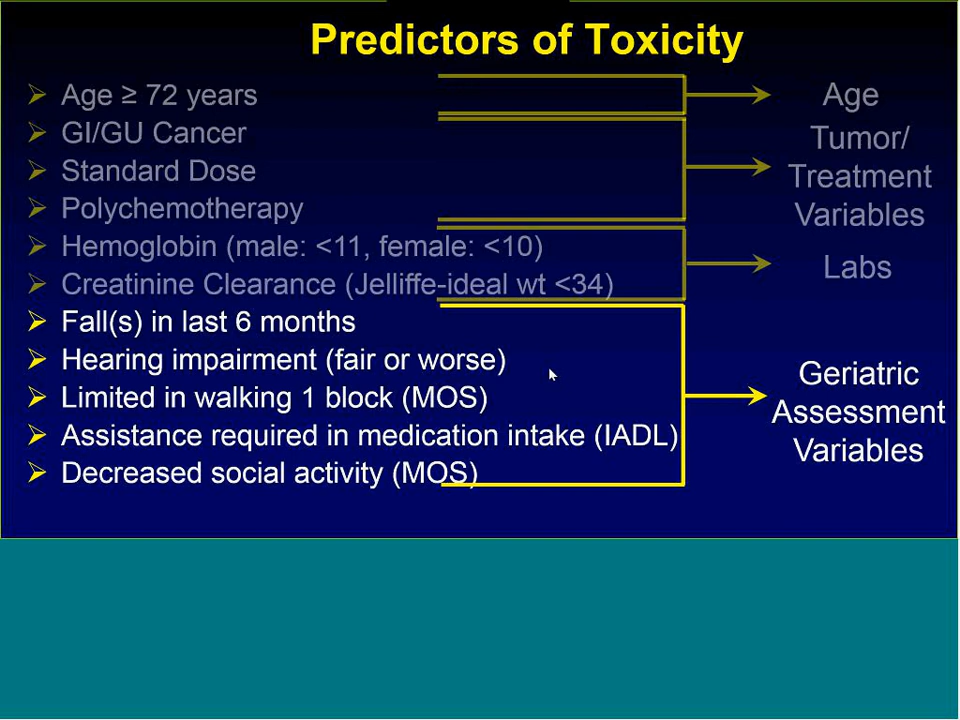 Predictors of Toxicity
Age ≥ 72 years
GI/GU Cancer
Standard Dose
Polychemotherapy
Hemoglobin (male: <11, female: <10)
Creatinine Clearance (Jelliffe-ideal wt <34)
Fall(s) in last 6 months
Hearing impairment (fair or worse)
Limited in walking 1 block (MOS)
Assistance required in medication intake (IADL)
Decreased social activity (MOS)
Age
Tumor/
Treatment
Variables
Labs
Geriatric
Assessment
Variables